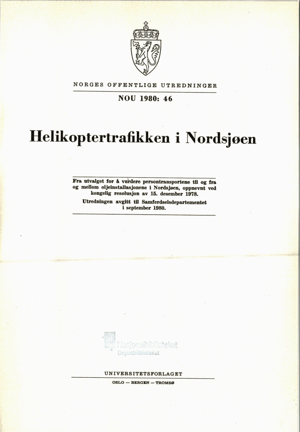 NORGES OFFENTLIGE UTREDNINGER
NOU 1980: 46
Helikoptertrafikken i Nordsjøen
Fra utvalget for å vurdere persontransportene til og fra
og mellom oljeinstallasjonene i Nordsjøen, oppnevnt ved
kongelig resolusjon av 15. desember 1978.
Utredningen avgitt til Samferdselsdepartementet
i september 1980.
UNIVERSITETSFORLAGET
OSLO — BERGEN — TROMSØ